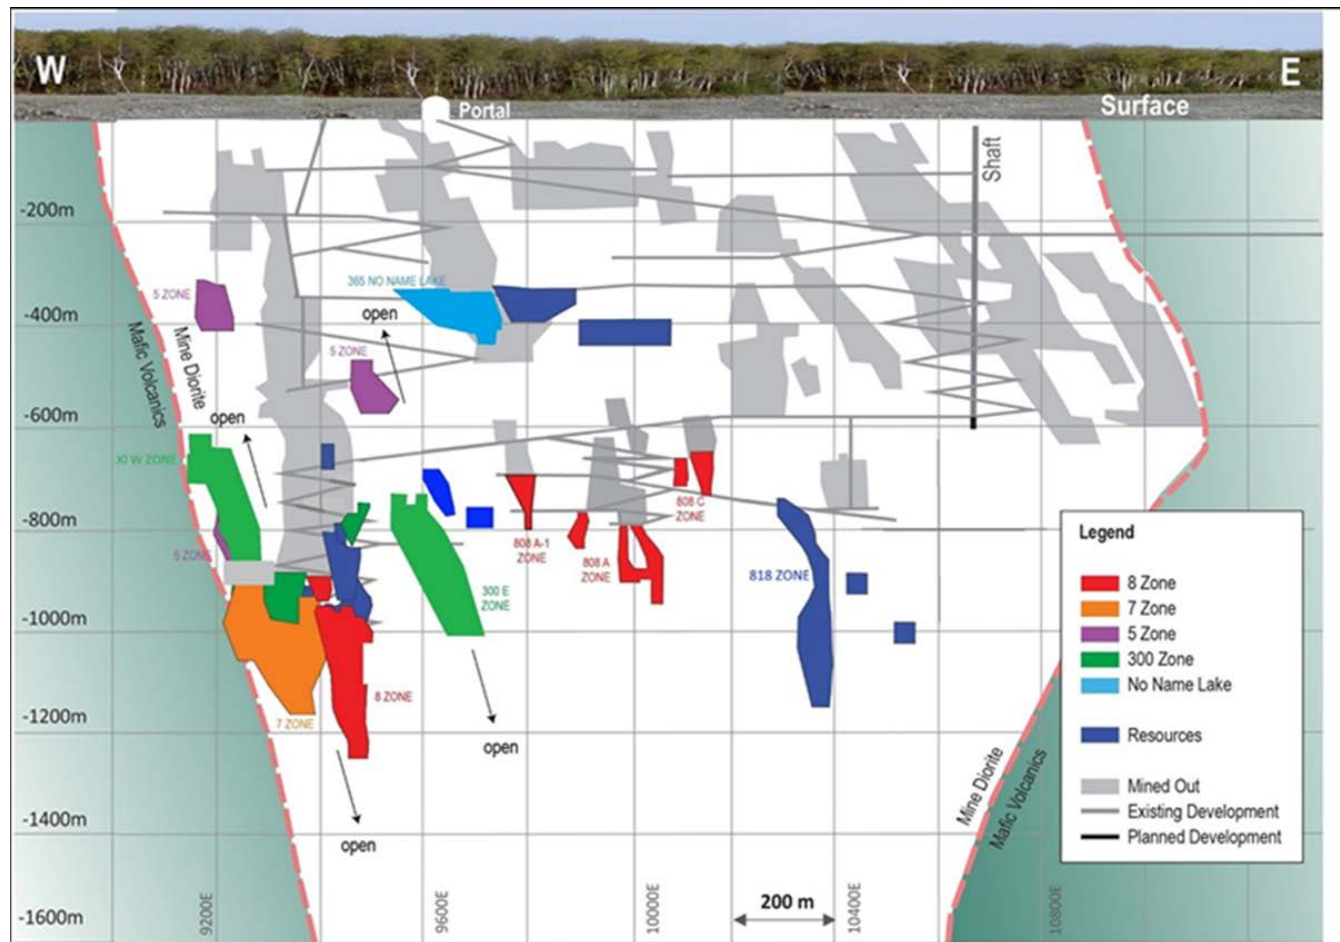 W
E
Portal
Surface
Shaft
-200m
365 NO NAME LAKE
5 ZONE
open
-400m
Mine Diorite
Mafic Volcanics
5 ZONE
-600m
open
W ZONE
-800m
808 C
ZONE
808 A-1
ZONE
5 ZONE
808 A
ZONE
818 ZONE
300 E
ZONE
-1000m
8 ZONE
7 ZONE
-1200m
open
-1400m
open
Mine Diorite
Mafic Volcanics
-1600m
9200E
9600E
10000E
200 m
10400E
10800E
Legend
8 Zone
7 Zone
5 Zone
300 Zone
No Name Lake
Resources
Mined Out
Existing Development
Planned Development